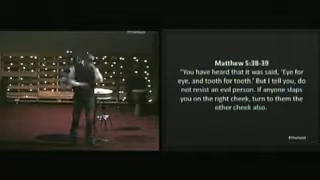 Matthew 5:38-39
"You have heard that it was said, 'Eye for
eye, and tooth for tooth.' But I tell you, do
not resist an evil person. If anyone slaps
you on the right cheek, turn to them the
other cheek also.